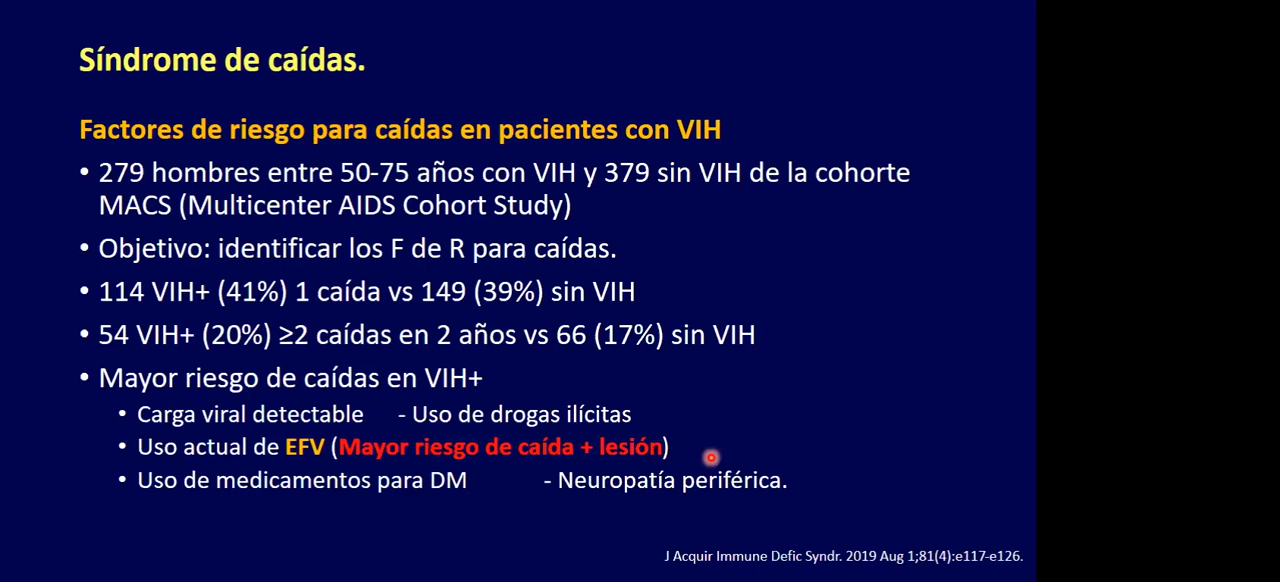 Síndrome de caídas.
Factores de riesgo para caídas en pacientes con VIH
• 279 hombres entre 50-75 años con VIH y 379 sin VIH de la cohorte
MACS (Multicenter AIDS Cohort Study)
• Objetivo: identificar los F de R para caídas.
• 114 VIH+ (41%) 1 caída vs 149 (39%) sin VIH
• 54 VIH+ (20%) ≥2 caídas en 2 años vs 66 (17%) sin VIH
• Mayor riesgo de caídas en VIH+
• Carga viral detectable - Uso de drogas ilícitas
• Uso actual de EFV (Mayor riesgo de caída + lesión)
• Uso de medicamentos para DM - Neuropatía periférica.
J Acquir Immune Defic Syndr. 2019 Aug 1;81(4):e117-e126.